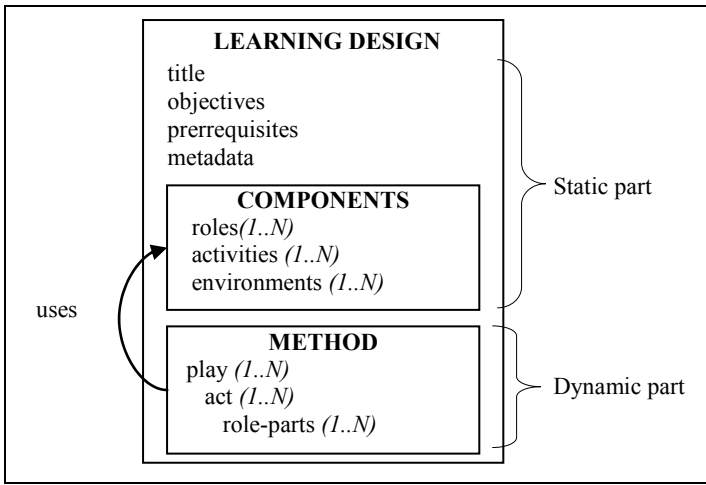 LEARNING DESIGN
title
objectives
prerrequisites
metadata
Static part
COMPONENTS
roles(1..N)
activities (1..N)
environments (1..N)
uses
METHOD
play (1..N)
act (1..N)
role-parts (1..N)
Dynamic part